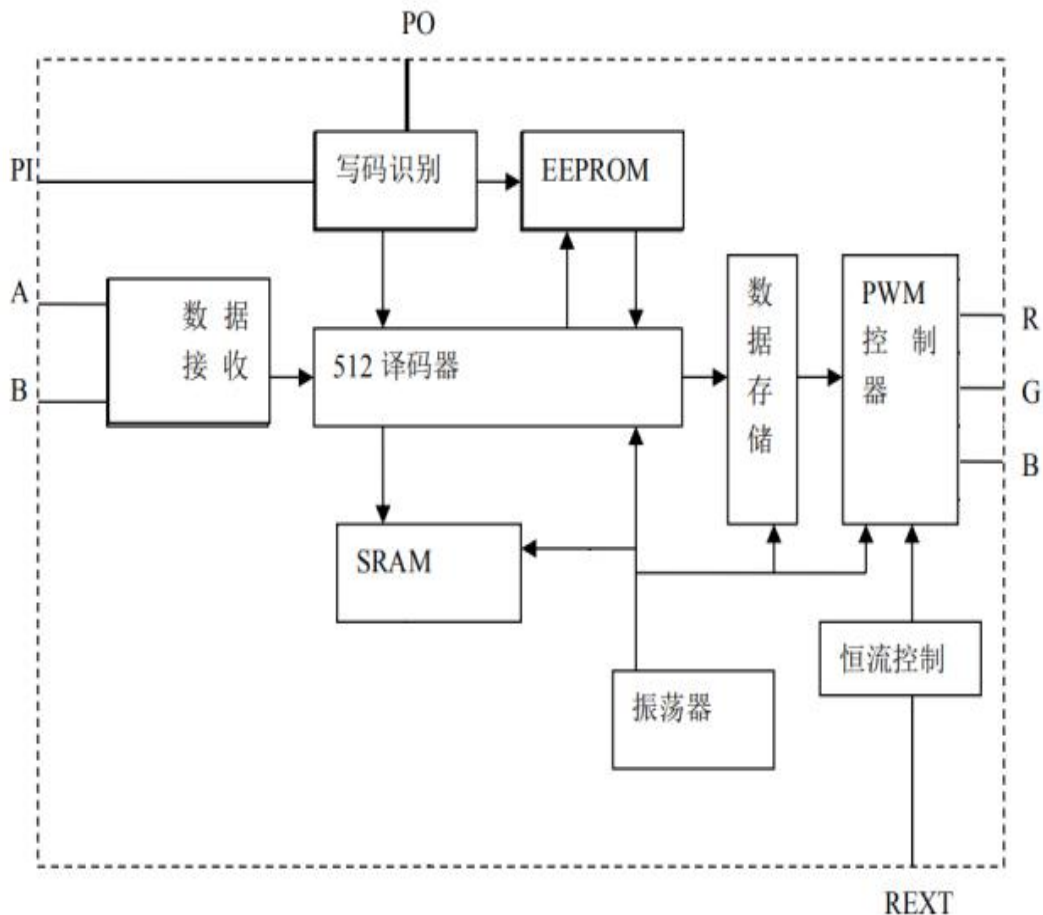 PO
PI
写码识别
EEPROM
A
B
数据
接收
512 译码器
数
据
存
储
PWM
控制
器
R
G
B
SRAM
振荡器
恒流控制
REXT